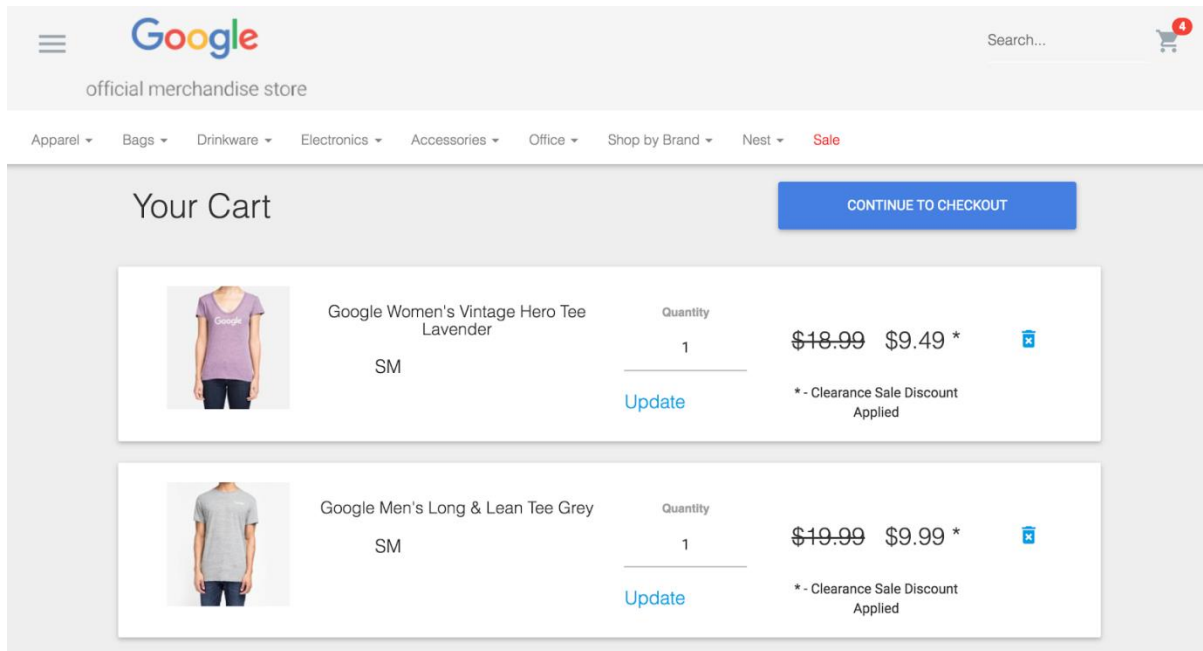 Google
Search...
4
official merchandise store
Apparel Bags Drinkware Electronics Accessories Office Shop by Brand Nest Sale
Your Cart
CONTINUE TO CHECKOUT
Google
Google Women's Vintage Hero Tee
Lavender
SM
Quantity
1
Update
$18.99 $9.49 *
* - Clearance Sale Discount
Applied
Google Men's Long & Lean Tee Grey
SM
Quantity
1
Update
$19.99 $9.99 *
* - Clearance Sale Discount
Applied